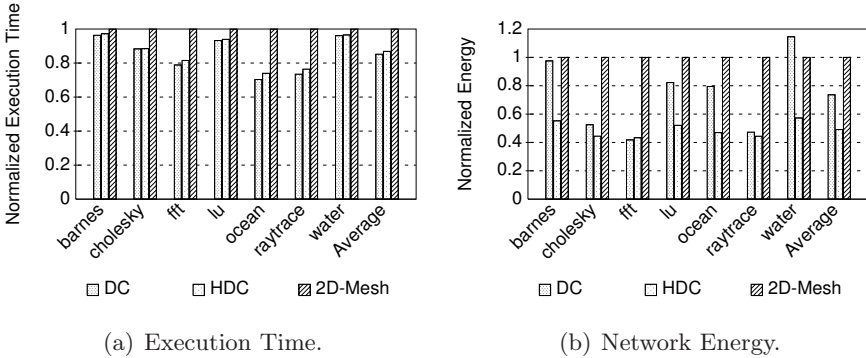 Normalized Execution Time
1
0.8
0.6
0.4
0.2
0
barnes
cholesky
fft
lu
ocean
raytrace
water
Average
DC HDC 2D-Mesh
(a) Execution Time.
Normalized Energy
1.2
1
0.8
0.6
0.4
0.2
0
barnes
cholesky
fft
lu
ocean
raytrace
water
Average
DC HDC 2D-Mesh
(b) Network Energy.